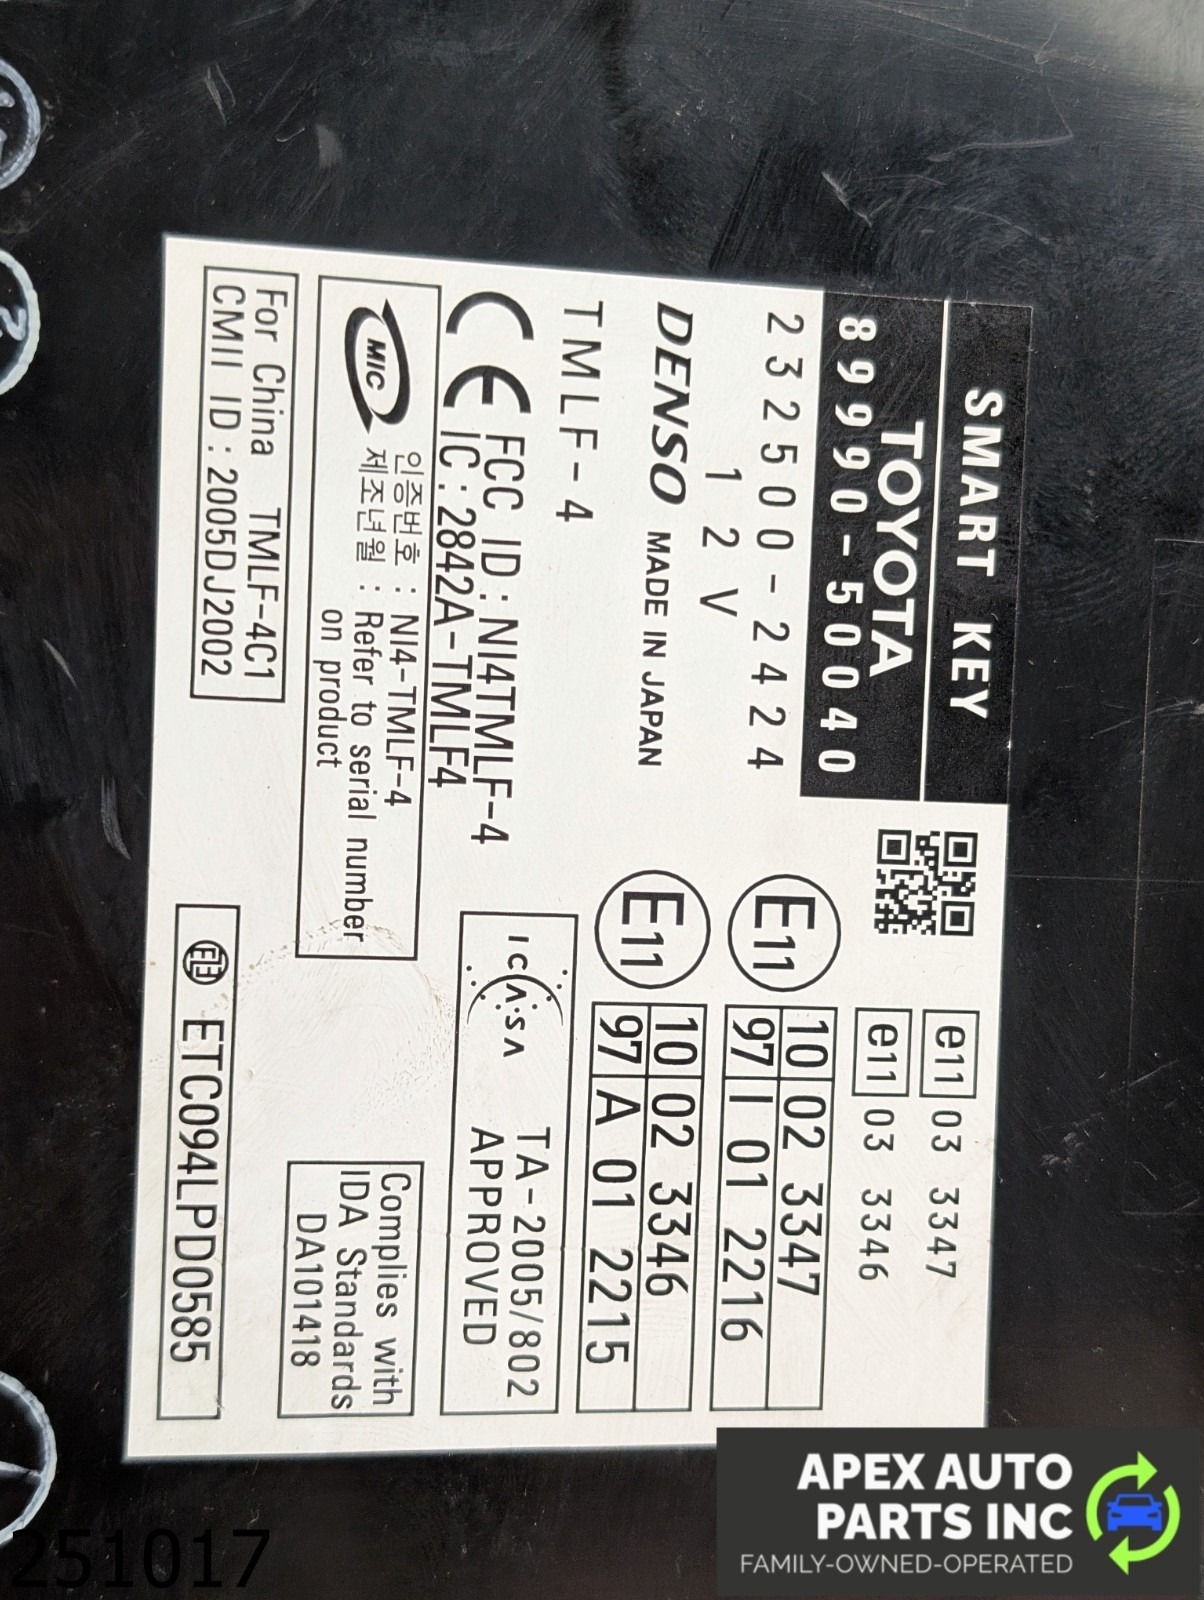 SMART KEY
TOYOTA
89990-50040
232500-2424
12V
DENSO MADE IN JAPAN
TMLF-4
CE FCC ID:NI4TMLF-4
IC:2842A-TMLF4
MIC 인증번호 : NI4-TMLF-4
제조년월 : Refer to serial number
on product
For China TMLF-4C1
CMII ID:2005DJ2002
e11 03 3347
e11 03 3346
E11 10 02 3347
97 I 01 2216
E11 10 02 3346
97 A 01 2215
ICASA TA-2005/802
APPROVED
Complies with
IDA Standards
DA101418
ETC094LPD0585
251017
APEX AUTO
PARTS INC
FAMILY-OWNED-OPERATED